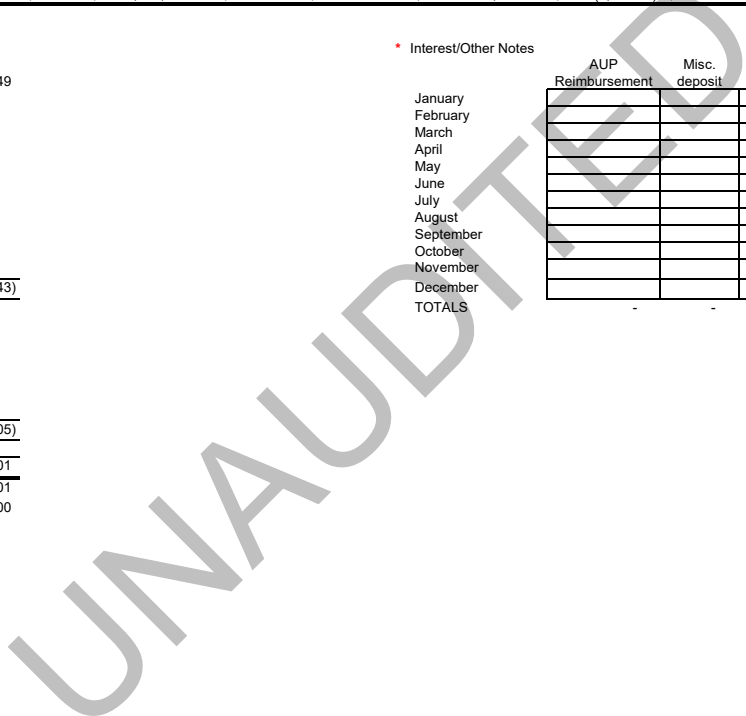 * Interest/Other Notes
AUP Misc.
49 Reimbursement deposit
January
February
March
April
May
June
July
August
September
October
November
43) December
TOTALS - -
05)
01
01
00
UNAUDITED